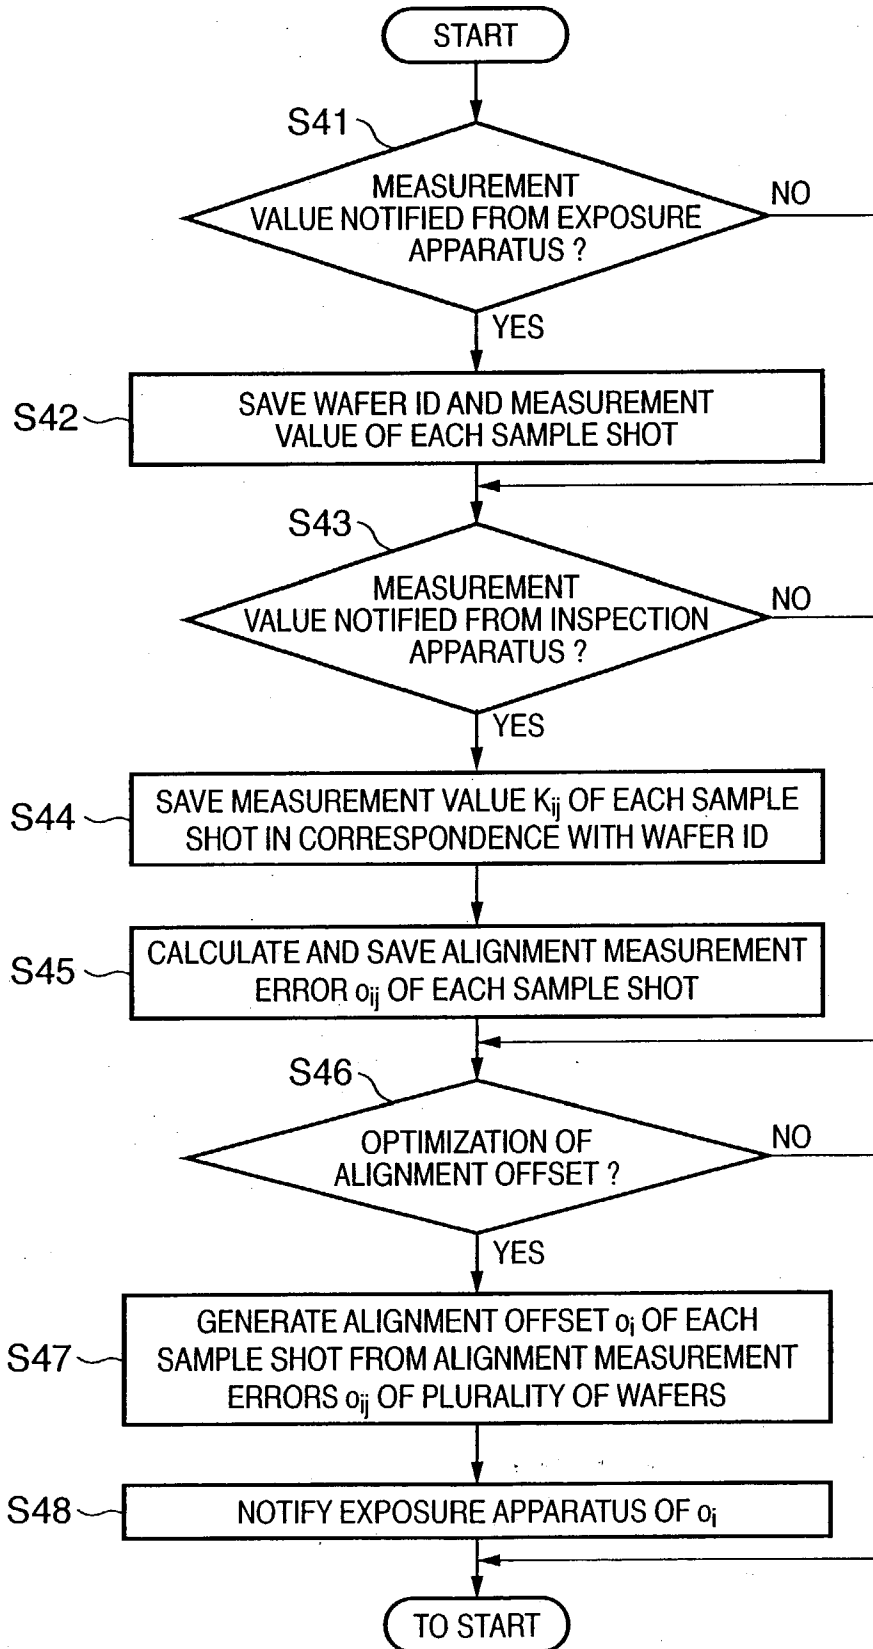 START
S41
MEASUREMENT
VALUE NOTIFIED FROM EXPOSURE
APPARATUS ?
NO
YES
S42
SAVE WAFER ID AND MEASUREMENT
VALUE OF EACH SAMPLE SHOT
S43
MEASUREMENT
VALUE NOTIFIED FROM INSPECTION
APPARATUS ?
NO
YES
S44
SAVE MEASUREMENT VALUE Kij OF EACH SAMPLE
SHOT IN CORRESPONDENCE WITH WAFER ID
S45
CALCULATE AND SAVE ALIGNMENT MEASUREMENT
ERROR oij OF EACH SAMPLE SHOT
S46
OPTIMIZATION OF
ALIGNMENT OFFSET ?
NO
YES
S47
GENERATE ALIGNMENT OFFSET oi OF EACH
SAMPLE SHOT FROM ALIGNMENT MEASUREMENT
ERRORS oij OF PLURALITY OF WAFERS
S48
NOTIFY EXPOSURE APPARATUS OF oi
TO START